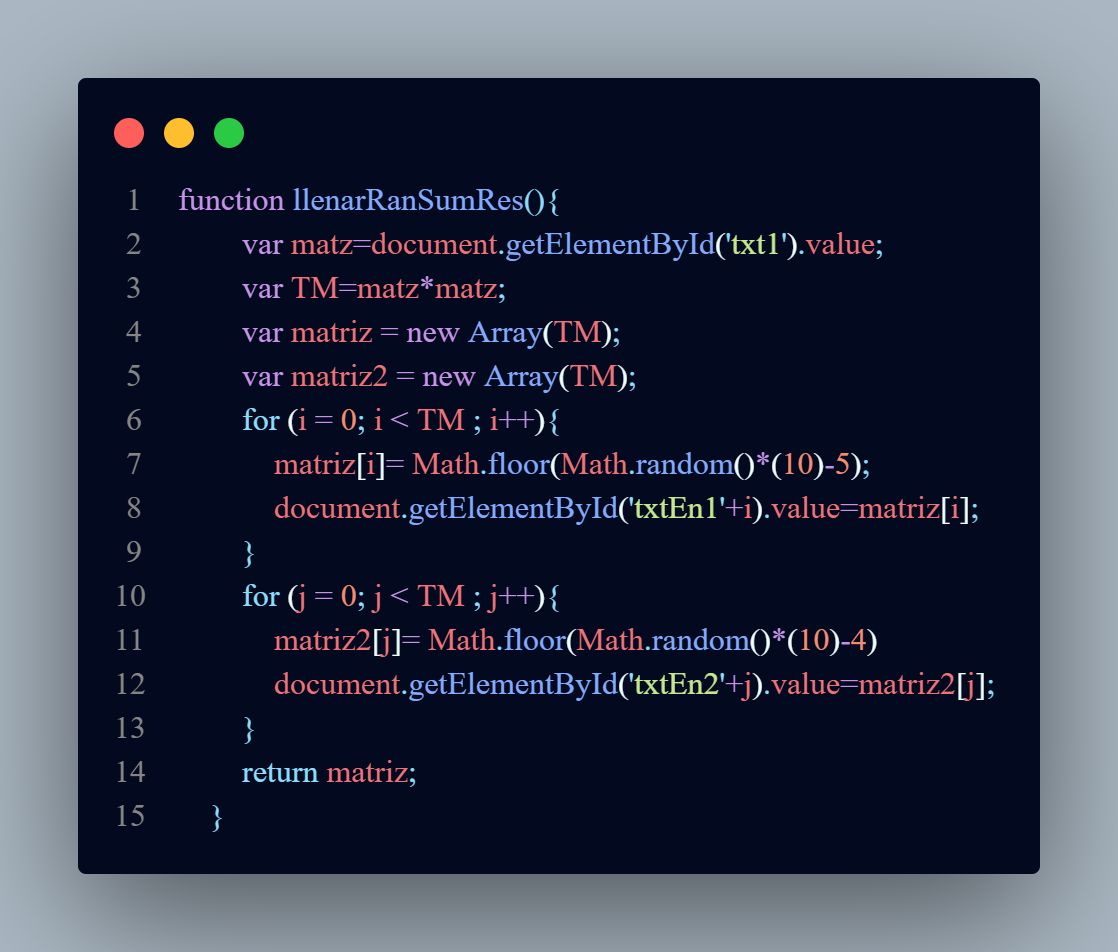 1 function llenarRanSumRes(){
2 var matz=document.getElementById('txt1').value;
3 var TM=matz*matz;
4 var matriz = new Array(TM);
5 var matriz2 = new Array(TM);
6 for (i = 0; i < TM ; i++){
7 matriz[i]= Math.floor(Math.random()*(10)-5);
8 document.getElementById('txtEn1'+i).value=matriz[i];
9 }
10 for (j = 0; j < TM ; j++){
11 matriz2[j]= Math.floor(Math.random()*(10)-4)
12 document.getElementById('txtEn2'+j).value=matriz2[j];
13 }
14 return matriz;
15 }